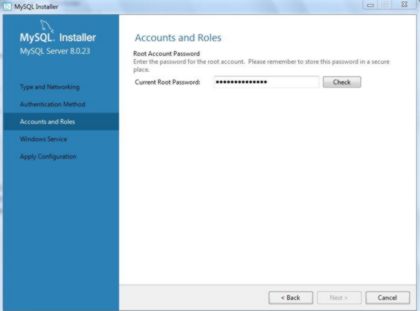 MySQL Installer
MySQL. Installer
MySQL Server 8.0.23
Type and Networking
Authentication Method
Accounts and Roles
Windows Service
Apply Configuration
Accounts and Roles
Root Account Password
Enter the password for the root account. Please remember to store this password in a secure
place.
Current Root Password: ●●●●●●●●●●●●●● Check
< Back Next > Cancel